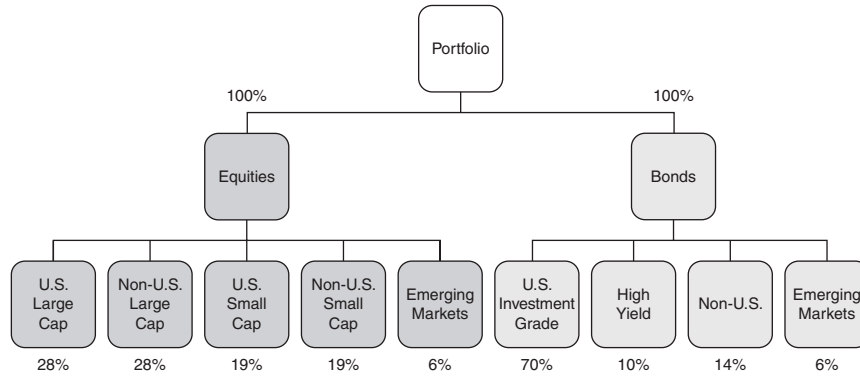 Portfolio
100%
100%
Equities
Bonds
U.S.
Large
Cap
Non-U.S.
Large
Cap
U.S.
Small
Cap
Non-U.S.
Small
Cap
Emerging
Markets
U.S.
Investment
Grade
High
Yield
Non-U.S.
Emerging
Markets
28%
28%
19%
19%
6%
70%
10%
14%
6%